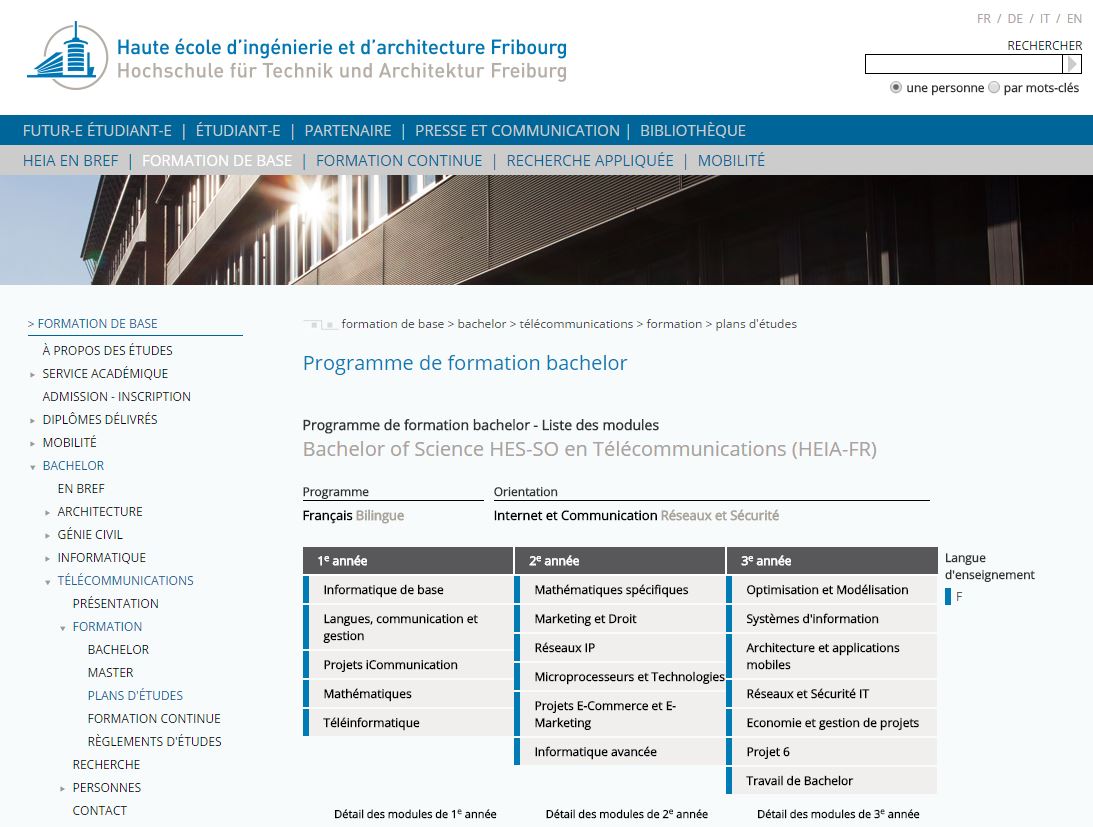 FR / DE / IT / EN
Haute école d'ingénierie et d'architecture Fribourg
Hochschule für Technik und Architektur Freiburg
RECHERCHER
une personne par mots-clés
FUTUR-E ÉTUDIANT-E | ÉTUDIANT-E | PARTENAIRE | PRESSE ET COMMUNICATION | BIBLIOTHÈQUE
HEIA EN BREF | FORMATION DE BASE | FORMATION CONTINUE | RECHERCHE APPLIQUÉE | MOBILITÉ
> FORMATION DE BASE
À PROPOS DES ÉTUDES
SERVICE ACADÉMIQUE
ADMISSION - INSCRIPTION
DIPLÔMES DÉLIVRÉS
MOBILITÉ
BACHELOR
EN BREF
ARCHITECTURE
GÉNIE CIVIL
INFORMATIQUE
TÉLÉCOMMUNICATIONS
PRÉSENTATION
FORMATION
BACHELOR
MASTER
PLANS D'ÉTUDES
FORMATION CONTINUE
RÈGLEMENTS D'ÉTUDES
RECHERCHE
PERSONNES
CONTACT
formation de base > bachelor > télécommunications > formation > plans d'études
Programme de formation bachelor
Programme de formation bachelor - Liste des modules
Bachelor of Science HES-SO en Télécommunications (HEIA-FR)
Programme
Français Bilingue
Orientation
Internet et Communication Réseaux et Sécurité
1e année
Informatique de base
Langues, communication et
gestion
Projets iCommunication
Mathématiques
Téléinformatique
Détail des modules de 1e année
2e année
Mathématiques spécifiques
Marketing et Droit
Réseaux IP
Microprocesseurs et Technologies
Projets E-Commerce et E-
Marketing
Informatique avancée
Détail des modules de 2e année
3e année
Optimisation et Modélisation
Systèmes d'information
Architecture et applications
mobiles
Réseaux et Sécurité IT
Economie et gestion de projets
Projet 6
Travail de Bachelor
Détail des modules de 3e année
Langue
d'enseignement
F